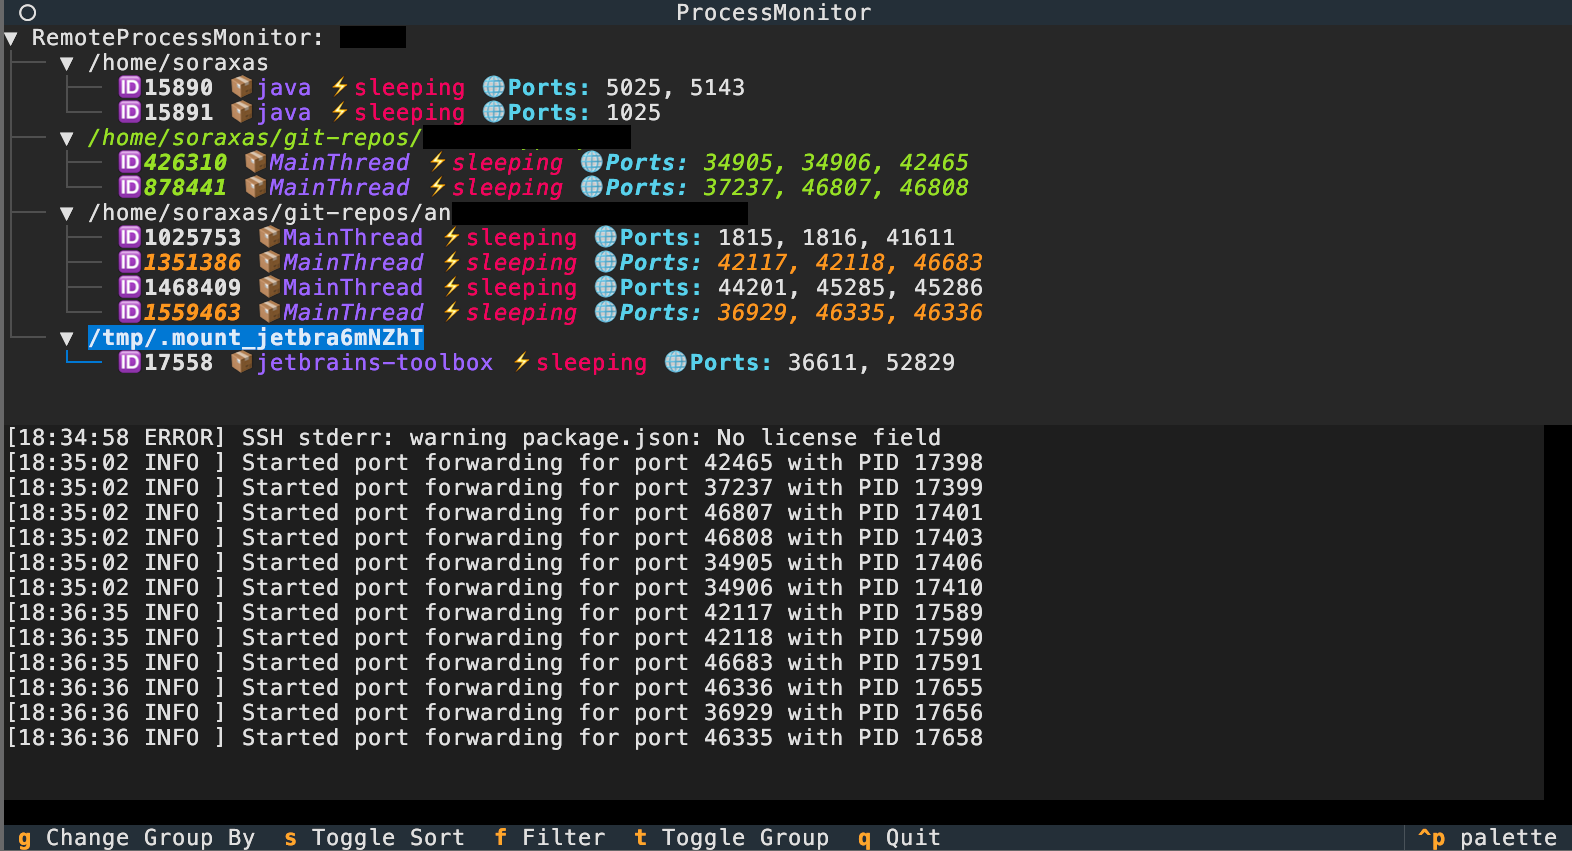 ProcessMonitor
▼ RemoteProcessMonitor:
▼ /home/soraxas
🆔15890 📦java ⚡sleeping 🌐Ports: 5025, 5143
🆔15891 📦java ⚡sleeping 🌐Ports: 1025
▼ /home/soraxas/git-repos/
🆔426310 📦MainThread ⚡sleeping 🌐Ports: 34905, 34906, 42465
🆔878441 📦MainThread ⚡sleeping 🌐Ports: 37237, 46807, 46808
▼ /home/soraxas/git-repos/an
🆔1025753 📦MainThread ⚡sleeping 🌐Ports: 1815, 1816, 41611
🆔1351386 📦MainThread ⚡sleeping 🌐Ports: 42117, 42118, 46683
🆔1468409 📦MainThread ⚡sleeping 🌐Ports: 44201, 45285, 45286
🆔1559463 📦MainThread ⚡sleeping 🌐Ports: 36929, 46335, 46336
▼ /tmp/.mount_jetbra6mNZhT
🆔17558 📦jetbrains-toolbox ⚡sleeping 🌐Ports: 36611, 52829
[18:34:58 ERROR] SSH stderr: warning package.json: No license field
[18:35:02 INFO ] Started port forwarding for port 42465 with PID 17398
[18:35:02 INFO ] Started port forwarding for port 37237 with PID 17399
[18:35:02 INFO ] Started port forwarding for port 46807 with PID 17401
[18:35:02 INFO ] Started port forwarding for port 46808 with PID 17403
[18:35:02 INFO ] Started port forwarding for port 34905 with PID 17406
[18:35:02 INFO ] Started port forwarding for port 34906 with PID 17410
[18:36:35 INFO ] Started port forwarding for port 42117 with PID 17589
[18:36:35 INFO ] Started port forwarding for port 42118 with PID 17590
[18:36:35 INFO ] Started port forwarding for port 46683 with PID 17591
[18:36:36 INFO ] Started port forwarding for port 46336 with PID 17655
[18:36:36 INFO ] Started port forwarding for port 36929 with PID 17656
[18:36:36 INFO ] Started port forwarding for port 46335 with PID 17658
g Change Group By s Toggle Sort f Filter t Toggle Group q Quit ^p palette